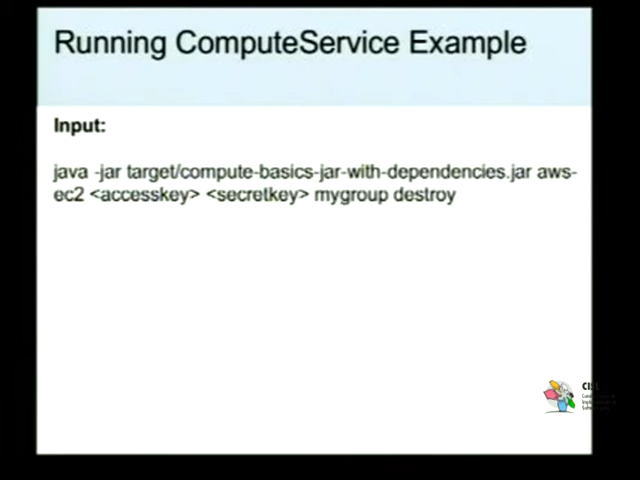 Running ComputeService Example
Input:
java -jar target/compute-basics-jar-with-dependencies.jar aws-
ec2 <accesskey> <secretkey> mygroup destroy